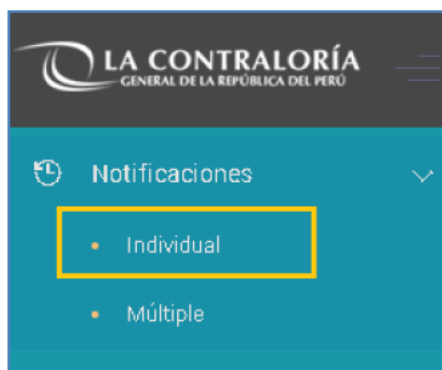 LA CONTRALORÍA
GENERAL DE LA REPÚBLICA DEL PERÚ
Notificaciones
Individual
Múltiple